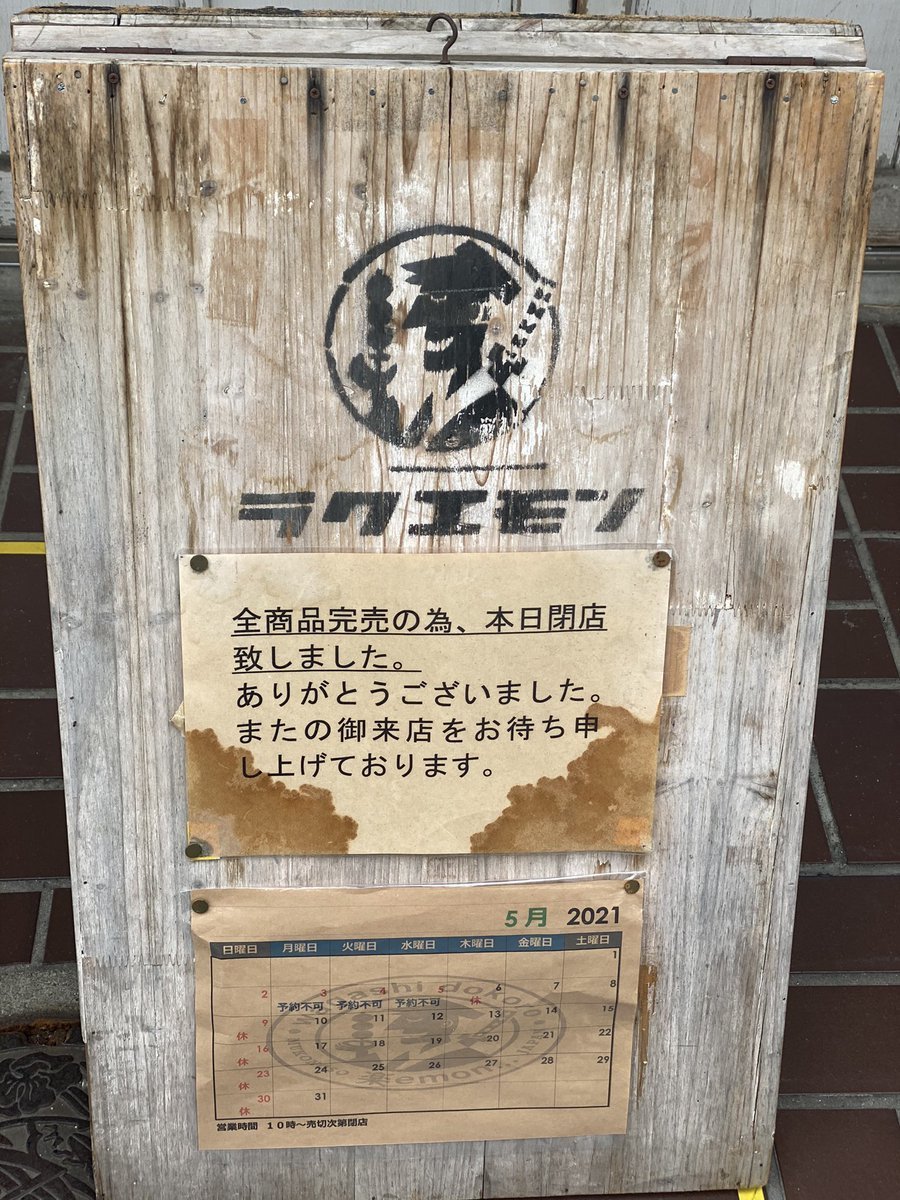 ラクエモン
全商品完売の為、本日閉店
致しました。
ありがとうございました。
またの御来店をお待ち申
し上げております。
5月 2021
日曜日 月曜日 火曜日 水曜日 木曜日 金曜日 土曜日
1
2 3 4 5 6 7 8
予約不可 予約不可 予約不可 休
9 10 11 12 13 14 15
休
16 17 18 19 20 21 22
休
23 24 25 26 27 28 29
休
30 31
休
dokoro
楽emon
営業時間 10時～売切次第閉店